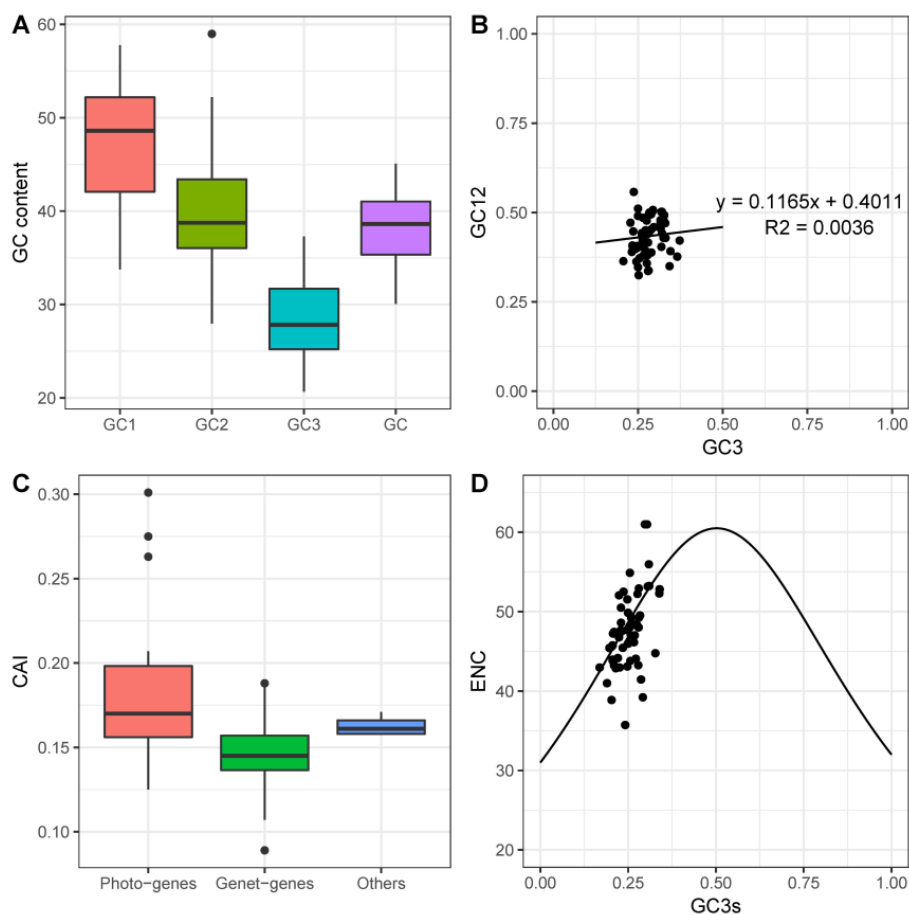 A
GC content
60
50
40
30
20
GC1 GC2 GC3 GC
B
GC12
1.00
0.75
0.50
0.25
0.00
y = 0.1165x + 0.4011
R2 = 0.0036
0.00 0.25 0.50 0.75 1.00
GC3
C
CAI
0.30
0.25
0.20
0.15
0.10
Photo−genes Genet−genes Others
D
ENC
60
50
40
30
20
0.00 0.25 0.50 0.75 1.00
GC3s